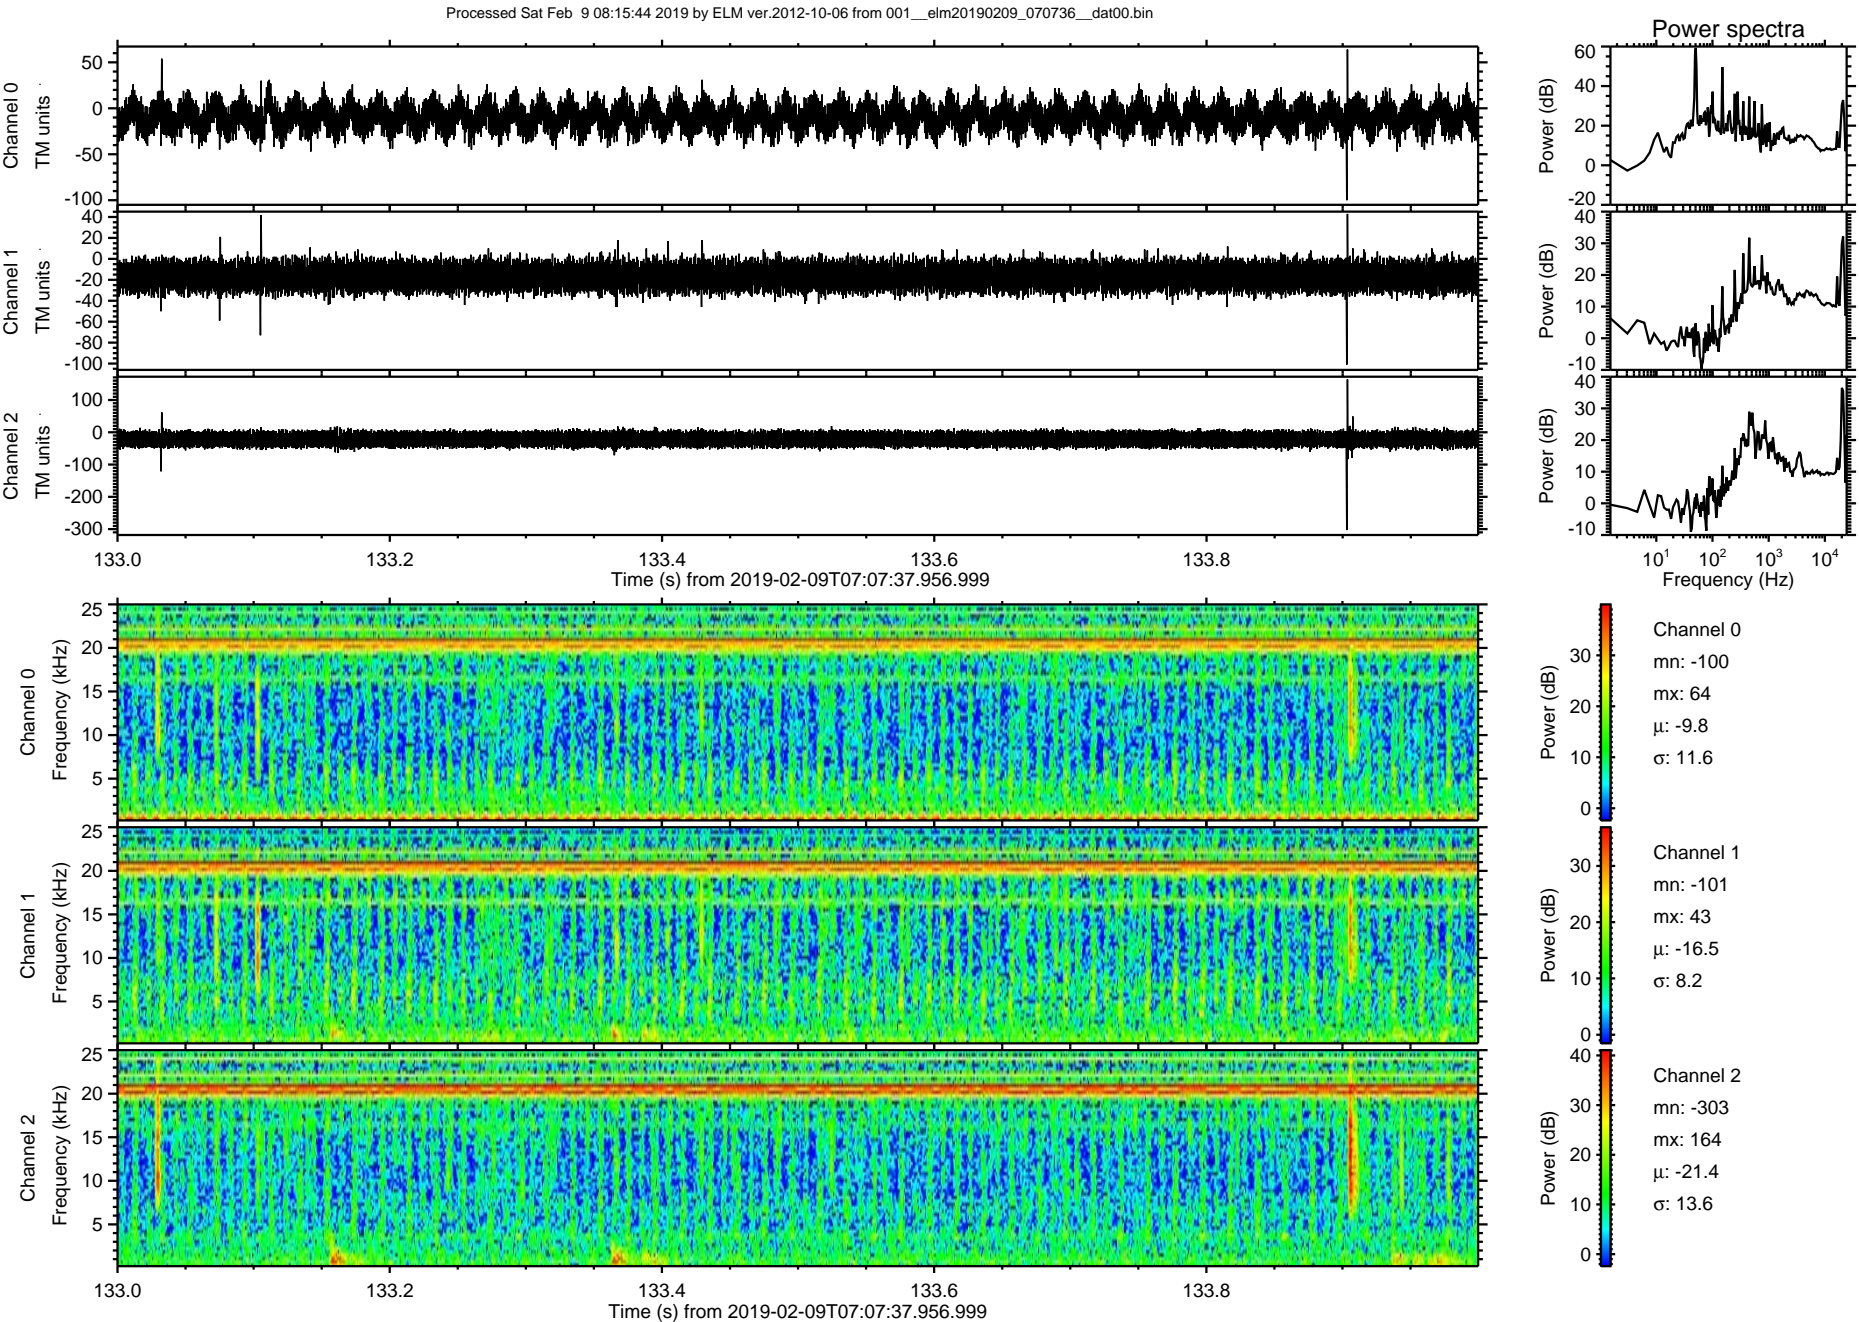 Processed Sat Feb  9 08:15:44 2019 by ELM ver.2012-10-06 from 001__elm20190209_070736__dat00.bin
Power spectra
Channel 0
TM units
50
0
-50
-100
Power (dB)
60
40
20
0
-20
Channel 1
TM units
40
20
0
-20
-40
-60
-80
-100
Power (dB)
40
30
20
10
0
-10
Channel 2
TM units
100
0
-100
-200
-300
Power (dB)
40
30
20
10
0
-10
133.0 133.2 133.4 133.6 133.8
Time (s) from 2019-02-09T07:07:37.956.999
10¹ 10² 10³ 10⁴
Frequency (Hz)
Channel 0
Frequency (kHz)
25
20
15
10
5
Power (dB)
30
20
10
0
Channel 0
mn: -100
mx: 64
μ: -9.8
σ: 11.6
Channel 1
Frequency (kHz)
25
20
15
10
5
Power (dB)
30
20
10
0
Channel 1
mn: -101
mx: 43
μ: -16.5
σ: 8.2
Channel 2
Frequency (kHz)
25
20
15
10
5
Power (dB)
40
30
20
10
0
Channel 2
mn: -303
mx: 164
μ: -21.4
σ: 13.6
133.0 133.2 133.4 133.6 133.8
Time (s) from 2019-02-09T07:07:37.956.999